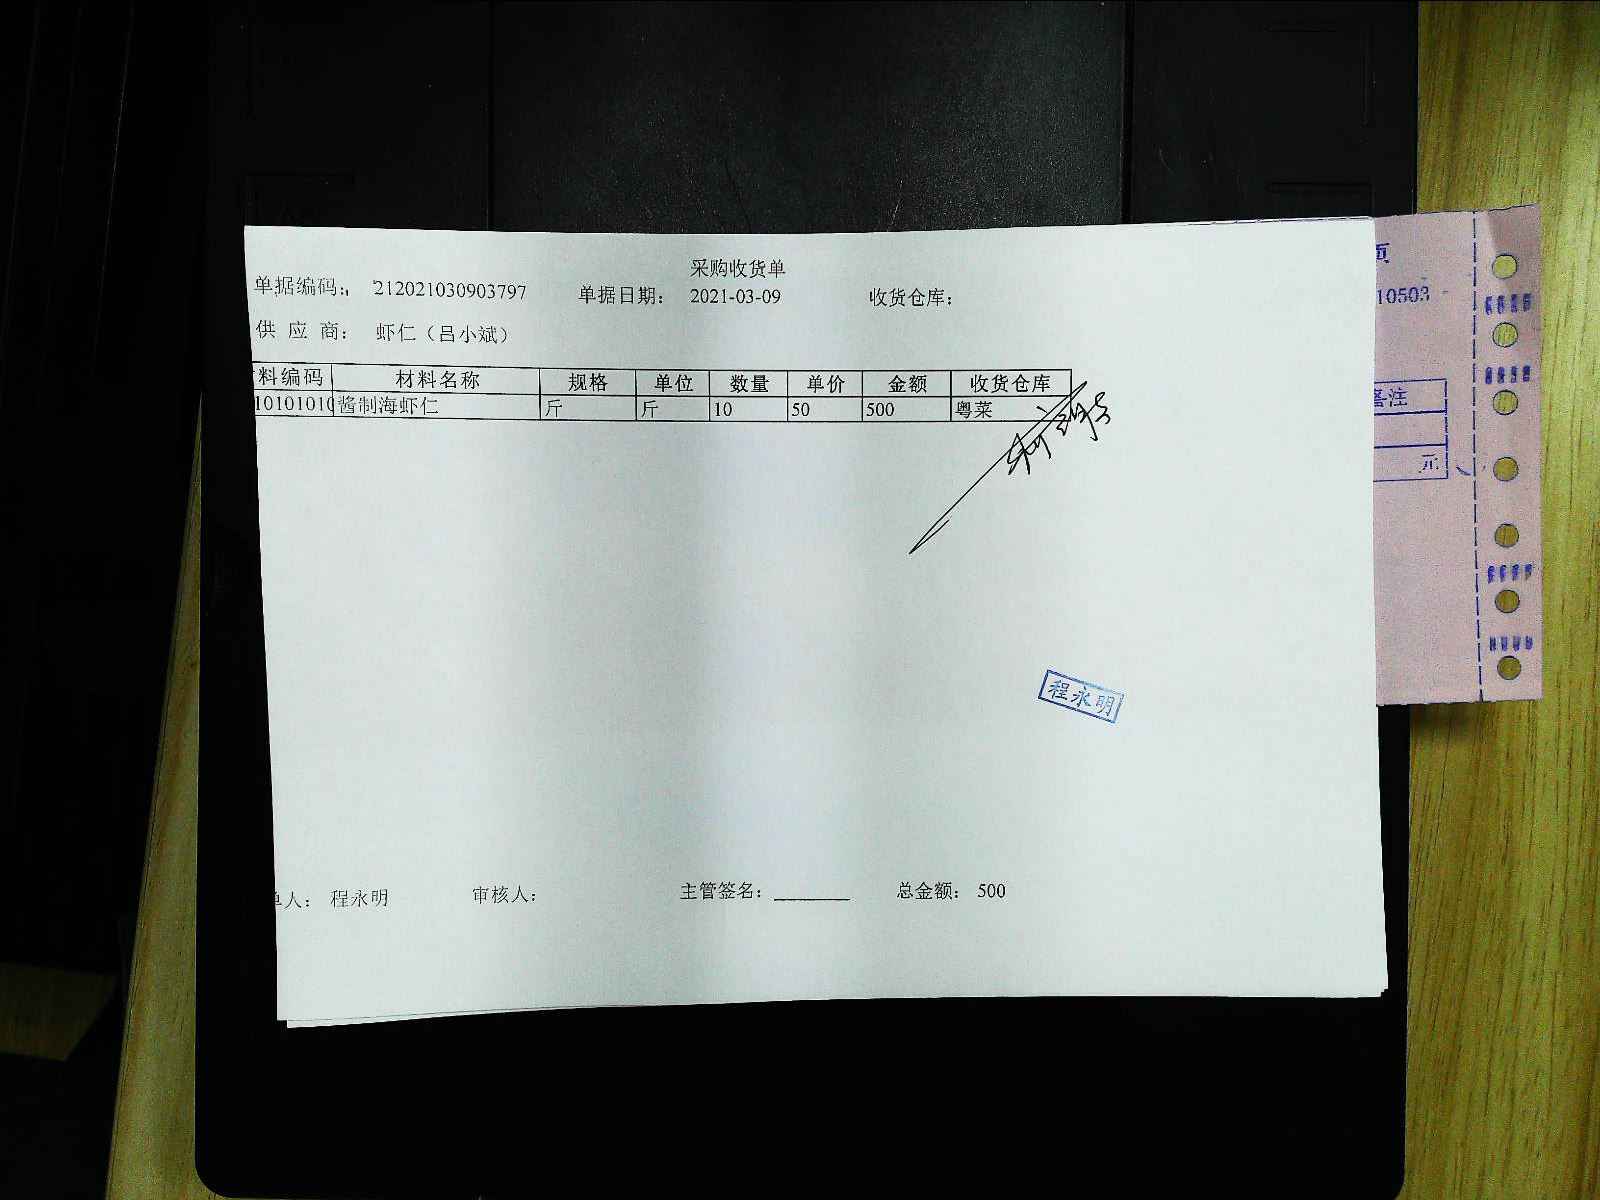 采购收货单
单据编码: 212021030903797 单据日期: 2021-03-09 收货仓库:
供 应 商: 虾仁（吕小斌）
料编码 材料名称 规格 单位 数量 单价 金额 收货仓库
10101010 酱制海虾仁 斤 斤 10 50 500 粤菜
程永明
单人: 程永明 审核人: 主管签名: ________ 总金额: 500
页
10503
备注
元